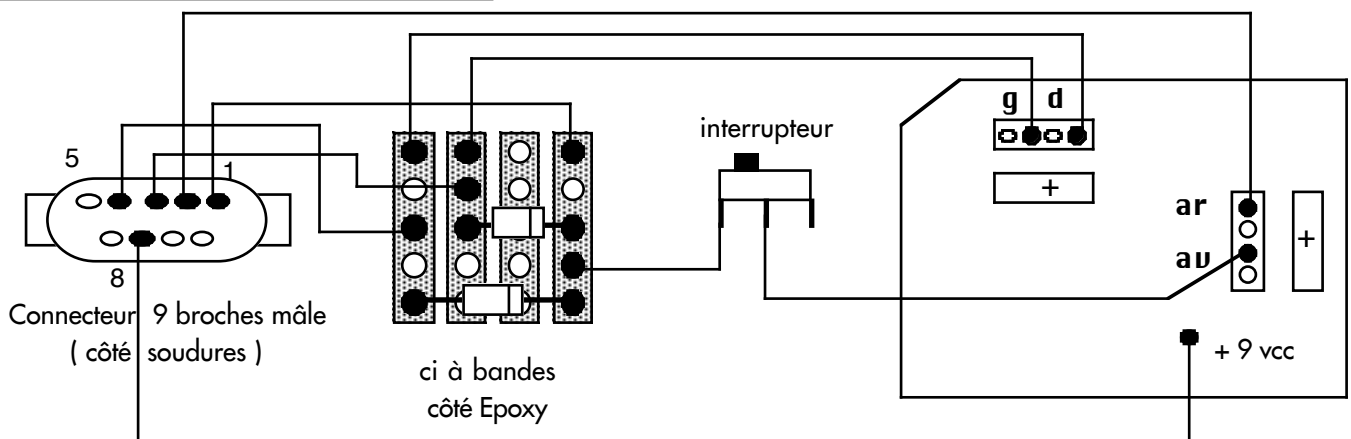 g d
interrupteur
5
1
+
ar
+
av
8
Connecteur 9 broches mâle
( côté soudures )
+ 9 vcc
ci à bandes
côté Epoxy